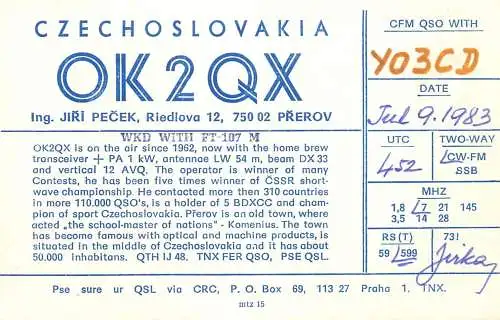 CZECHOSLOVAKIA
OK2QX
Ing. JIŘÍ PEČEK, Riedlova 12, 750 02 PŘEROV
WKD WITH FT-107 M
OK2QX is on the air since 1962, now with the home brew
transceiver + PA 1 kW, antennae LW 54 m, beam DX 33
and vertical 12 AVQ. The operator is winner of many
Contests, he has been five times winner of ČSSR short-
wave championship. He contacted more then 310 countries
in more 110.000 QSO's, is a holder of 5 BDXCC and cham-
pion of sport Czechoslovakia. Přerov is an old town, where
acted „the school-master of nations" - Komenius. The town
has become famous with optical and machine products, is
situated in the middle of Czechoslovakia and it has about
50.000 inhabitans. QTH IJ 48. TNX FER QSO, PSE QSL.
CFM QSO WITH
YO3CD
DATE
Jul 9. 1983
UTC
TWO-WAY
452
CW-FM
SSB
MHZ
1,8 7 21 145
3,5 14 28
RS (T)
73!
59 599
Jirka
Pse sure ur QSL via CRC, P. O. Box 69, 113 27 Praha 1. TNX.
mtz 15